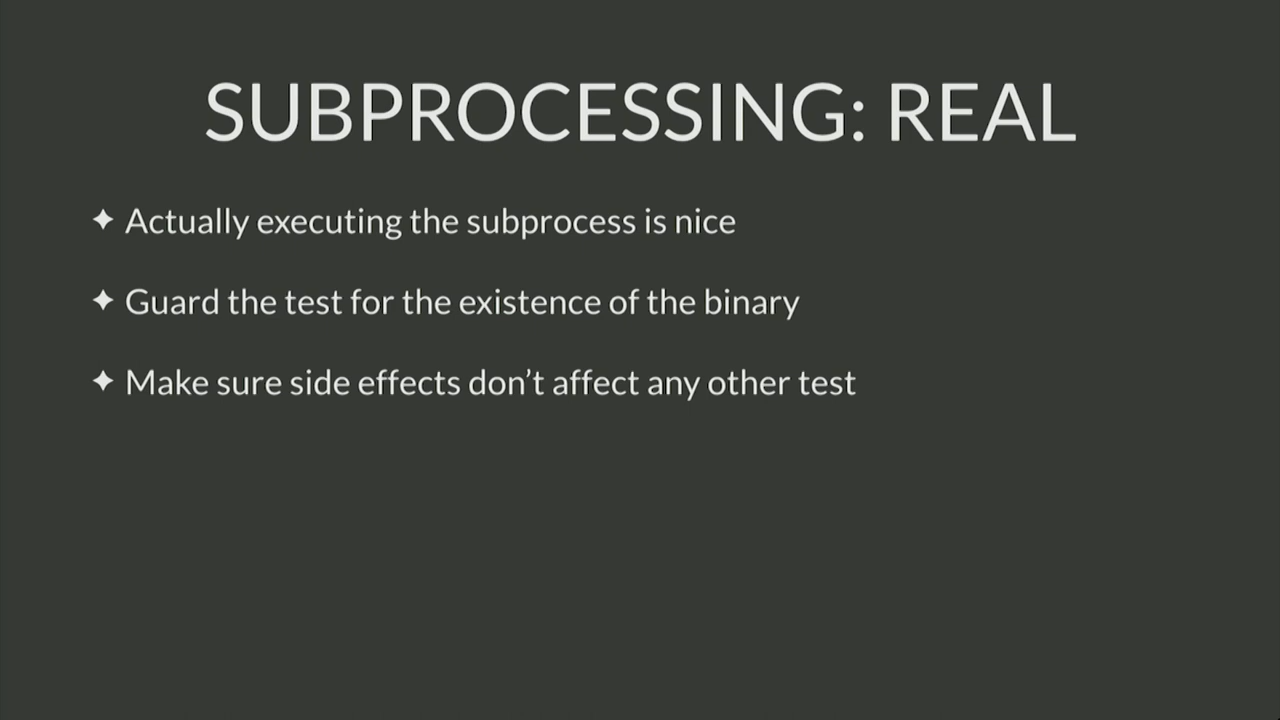 SUBPROCESSING: REAL
✦ Actually executing the subprocess is nice
✦ Guard the test for the existence of the binary
✦ Make sure side effects don’t affect any other test